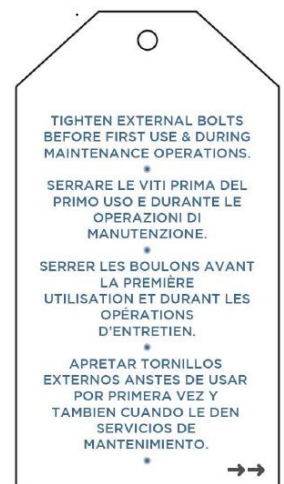 TIGHTEN EXTERNAL BOLTS
BEFORE FIRST USE & DURING
MAINTENANCE OPERATIONS.
SERRARE LE VITI PRIMA DEL
PRIMO USO E DURANTE LE
OPERAZIONI DI
MANUTENZIONE.
SERRER LES BOULONS AVANT
LA PREMIÈRE
UTILISATION ET DURANT LES
OPÉRATIONS
D'ENTRETIEN.
APRETAR TORNILLOS
EXTERNOS ANSTES DE USAR
POR PRIMERA VEZ Y
TAMBIEN CUANDO LE DEN
SERVICIOS DE
MANTENIMIENTO.